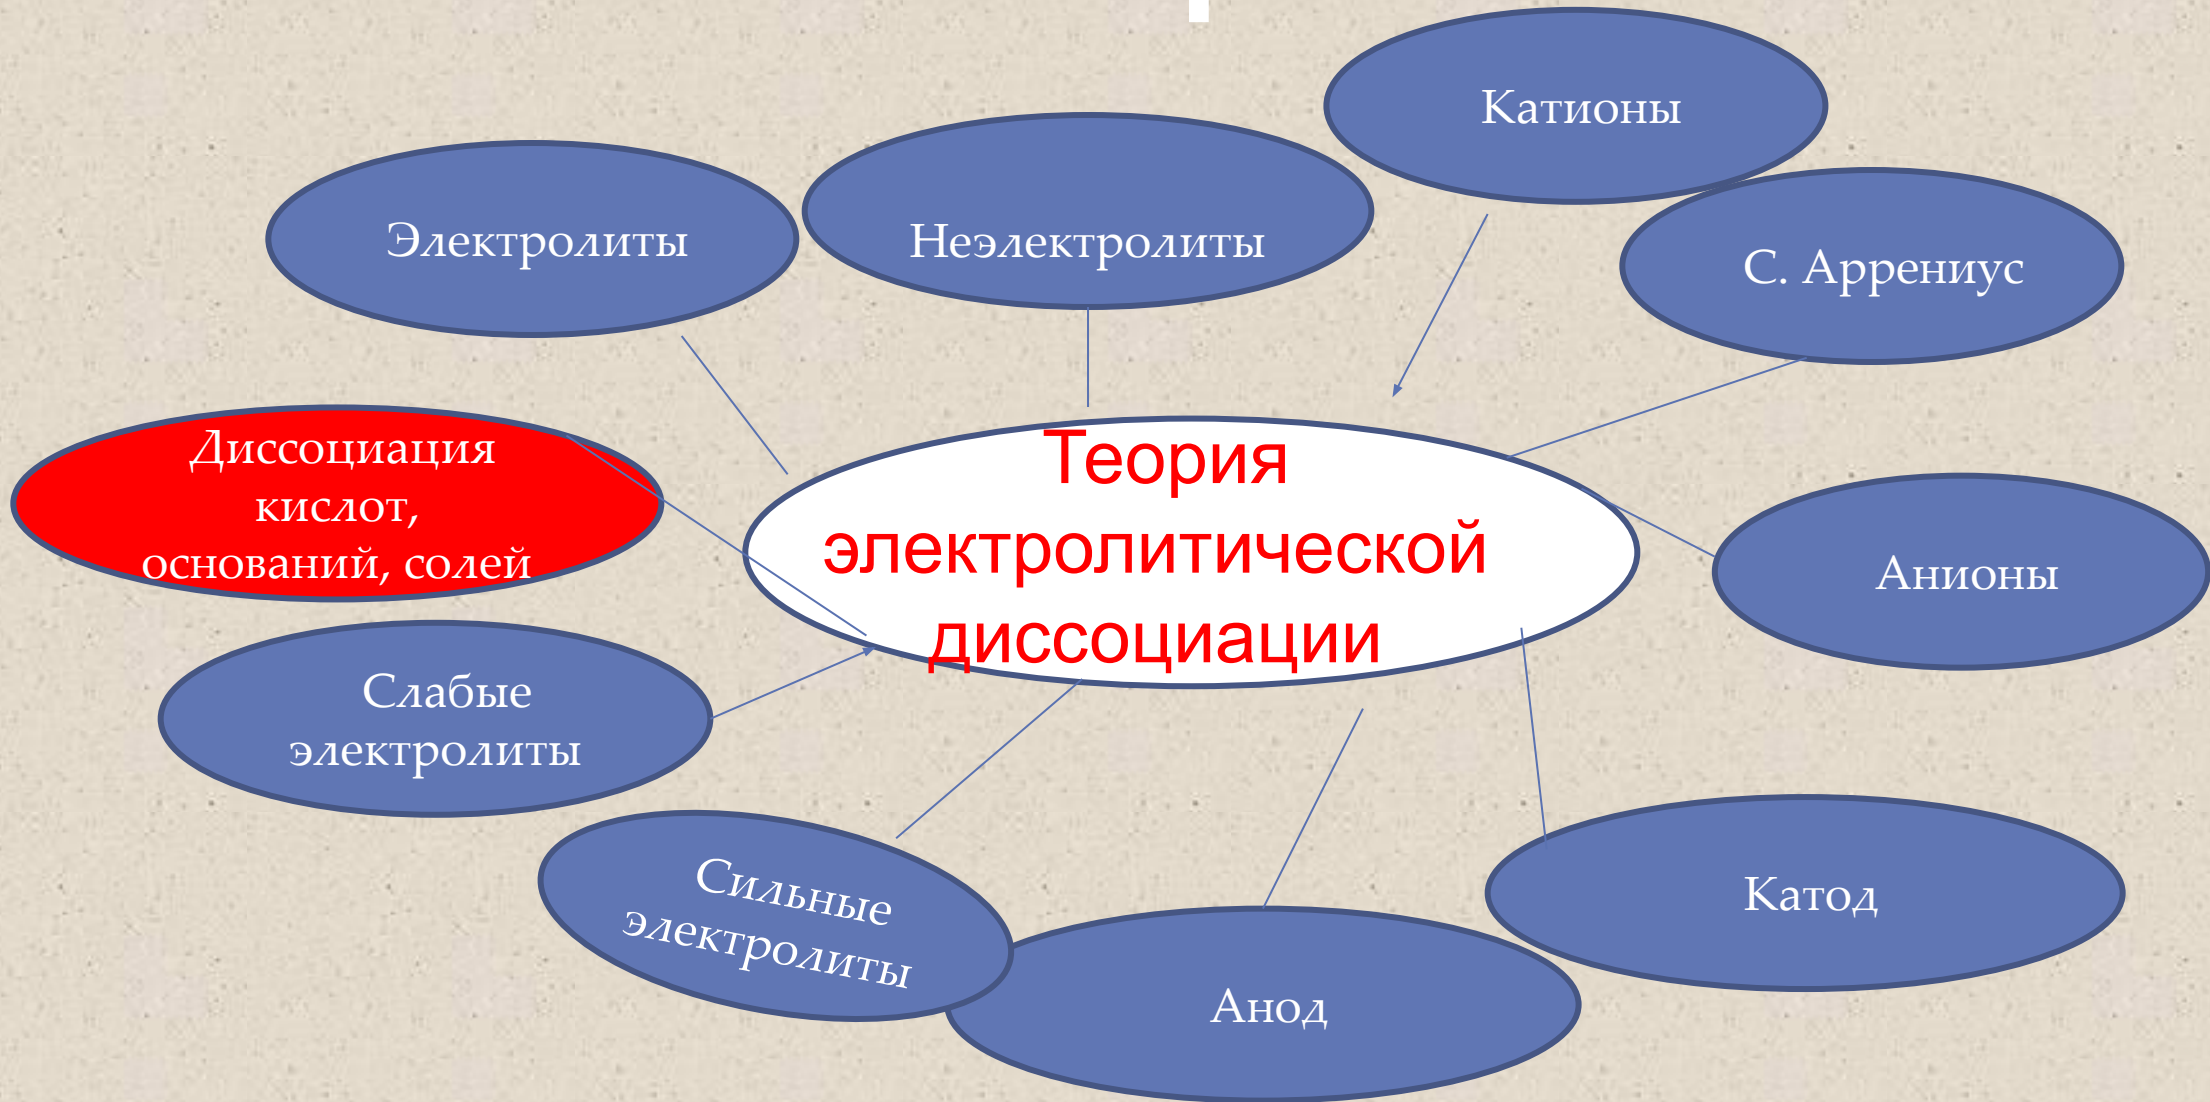 Катионы
Электролиты
Неэлектролиты
С. Аррениус
Диссоциация
кислот,
оснований, солей
Теория
электролитической
диссоциации
Анионы
Слабые
электролиты
Сильные
электролиты
Катод
Анод